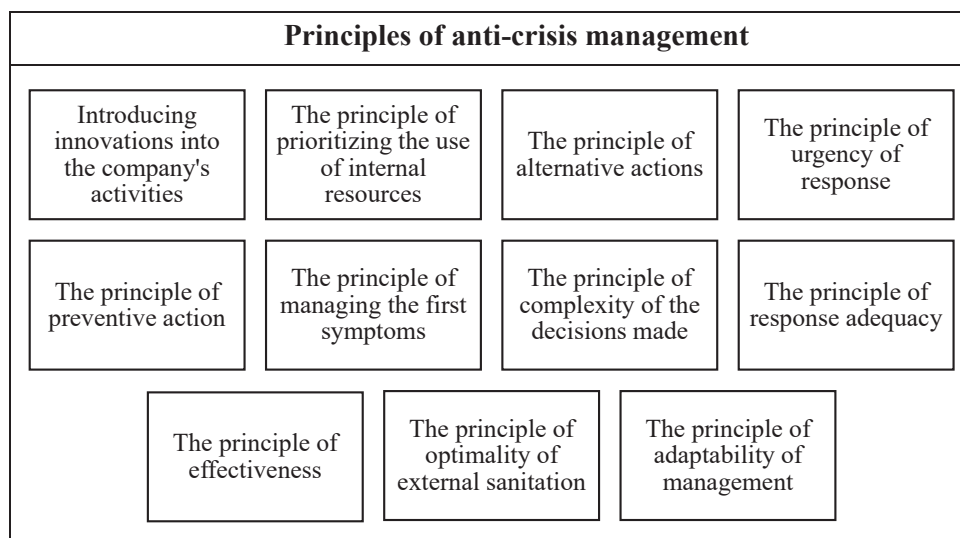 Principles of anti-crisis management
Introducing
innovations into
the company's
activities
The principle of
prioritizing the use
of internal
resources
The principle of
alternative actions
The principle of
urgency of
response
The principle of
preventive action
The principle of
managing the first
symptoms
The principle of
complexity of the
decisions made
The principle of
response adequacy
The principle of
effectiveness
The principle of
optimality of
external sanitation
The principle of
adaptability of
management